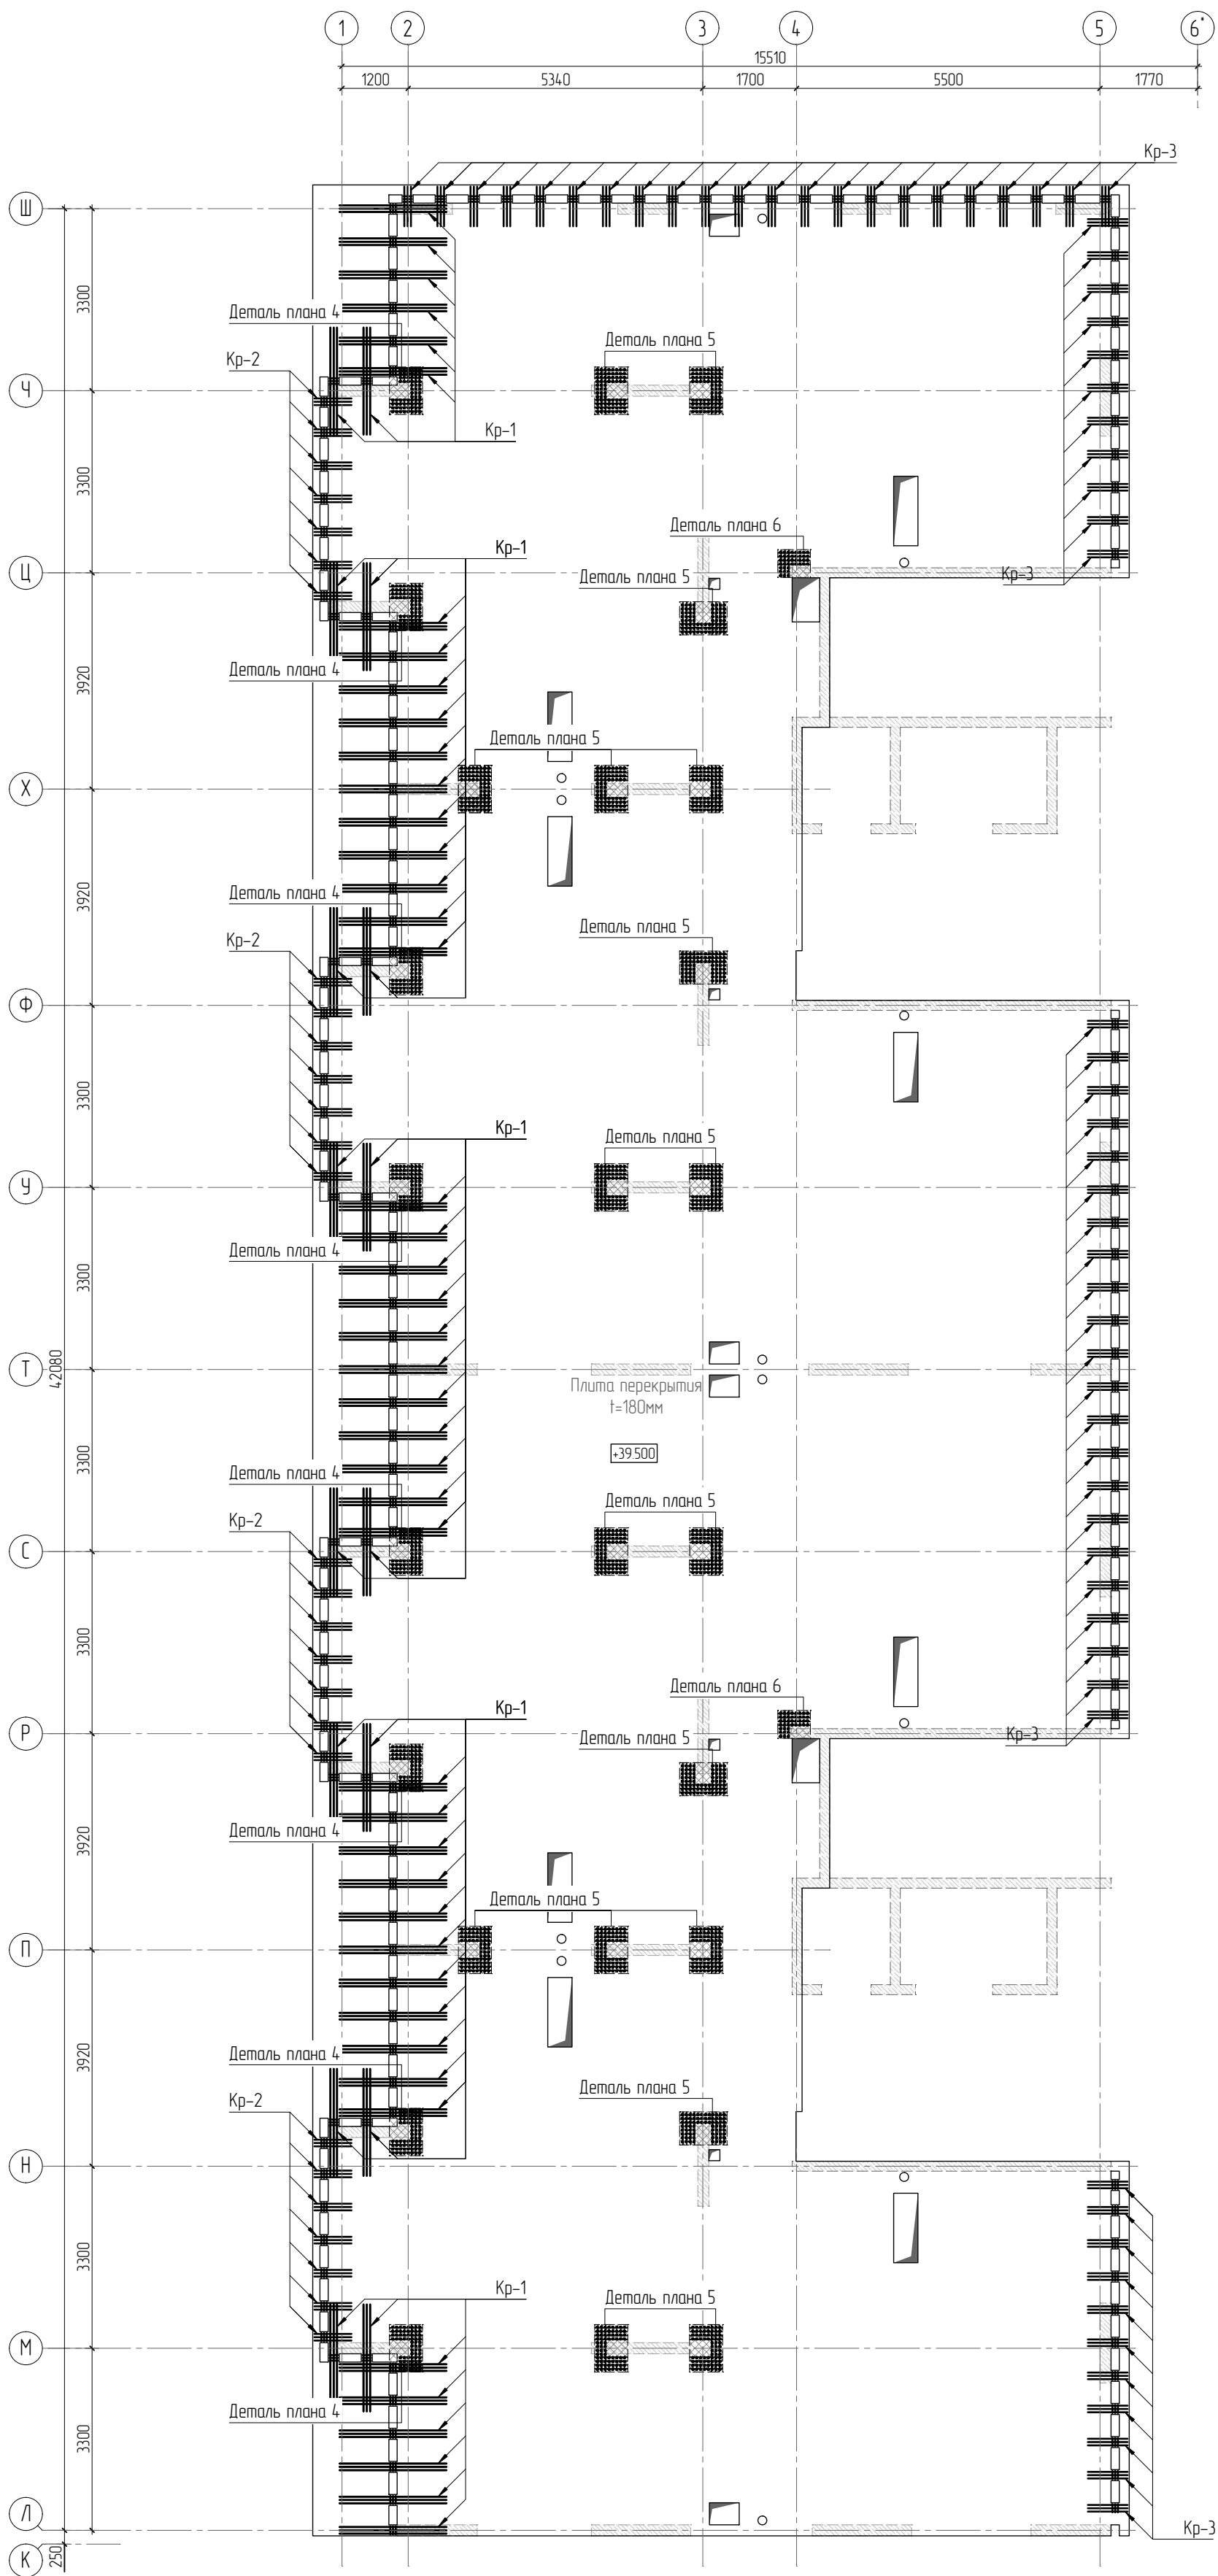 1 2 3 4 5 6*
15510
1200 5340 1700 5500 1770
Кр-3
Ш
3300
Деталь плана 4
Деталь плана 5
Кр-2
Ч
Кр-1
3300
Деталь плана 6
Кр-1
Ц
Деталь плана 5
Кр-3
Деталь плана 4
3920
Деталь плана 5
Х
Деталь плана 4
3920
Деталь плана 5
Кр-2
Ф
3300
Кр-1
Деталь плана 5
У
Деталь плана 4
3300
Т
42080
Плита перекрытия
t=180мм
+39.500
3300
Деталь плана 4
Деталь плана 5
Кр-2
С
3300
Деталь плана 6
Кр-1
Р
Деталь плана 5
Кр-3
Деталь плана 4
3920
Деталь плана 5
П
3920
Деталь плана 4
Деталь плана 5
Кр-2
Н
3300
Кр-1
Деталь плана 5
М
Деталь плана 4
3300
Л
Кр-3
К
250